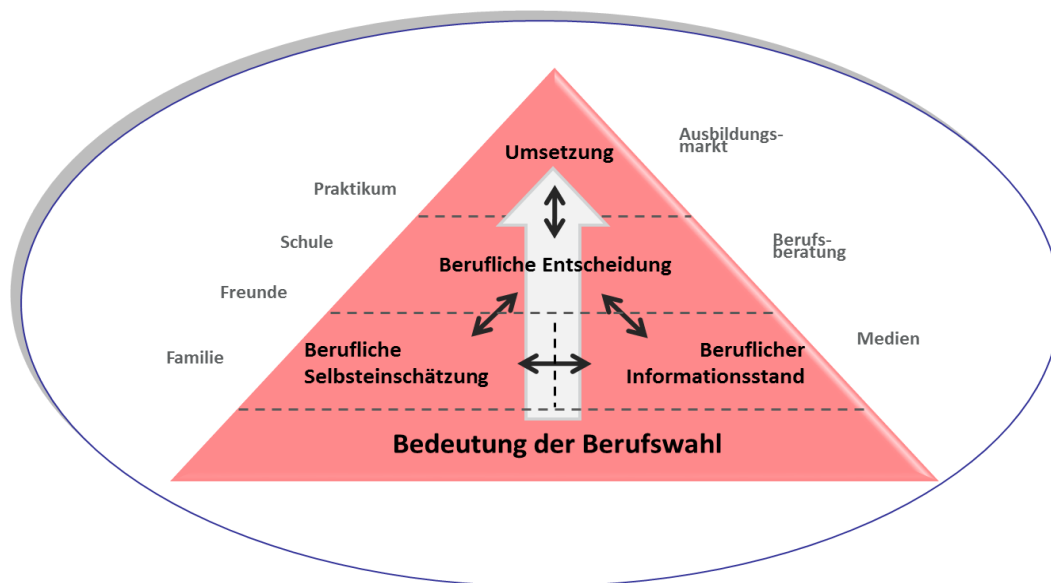 Ausbildungs-
markt
Umsetzung
Praktikum
Schule
Berufs-
beratung
Berufliche Entscheidung
Freunde
Familie
Berufliche
Selbsteinschätzung
Beruflicher
Informationsstand
Medien
Bedeutung der Berufswahl